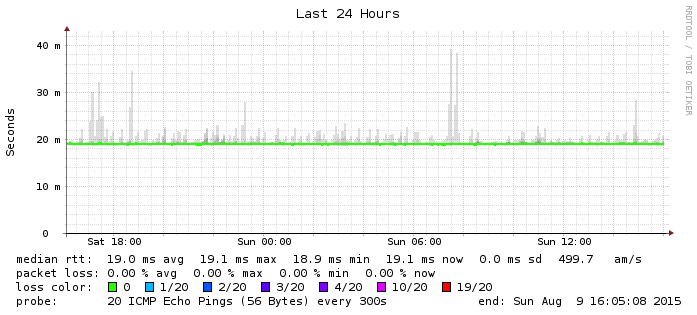 Last 24 Hours
RRDTOOL / TOBI OETIKER
Seconds
40 m
30 m
20 m
10 m
0
Sat 18:00 Sun 00:00 Sun 06:00 Sun 12:00
median rtt: 19.0 ms avg 19.1 ms max 18.9 ms min 19.1 ms now 0.0 ms sd 499.7 am/s
packet loss: 0.00 % avg 0.00 % max 0.00 % min 0.00 % now
loss color: 0 1/20 2/20 3/20 4/20 10/20 19/20
probe: 20 ICMP Echo Pings (56 Bytes) every 300s end: Sun Aug 9 16:05:08 2015